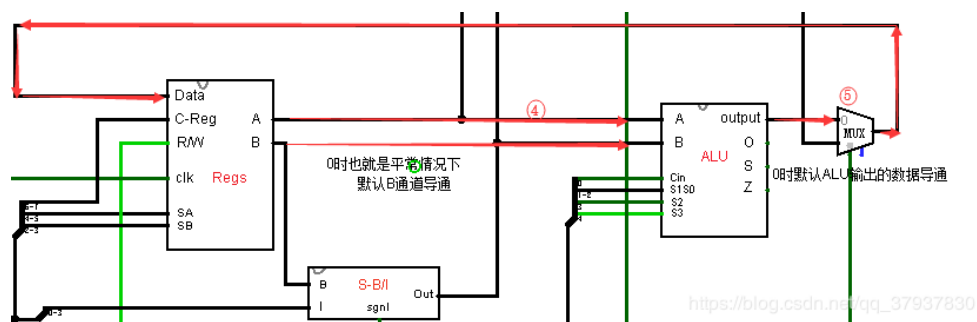 Data
C-Reg
A
R/W
B
clk
Regs
SA
SB
④
0时也就是平常情况下
默认B通道导通
B
S-B/I
I
sgnI
Out
A
output
B
O
ALU
S
Z
Cin
S1S0
S2
S3
⑤
0
MUX
0时默认ALU输出的数据导通
https://blog.csdn.net/qq_37937830